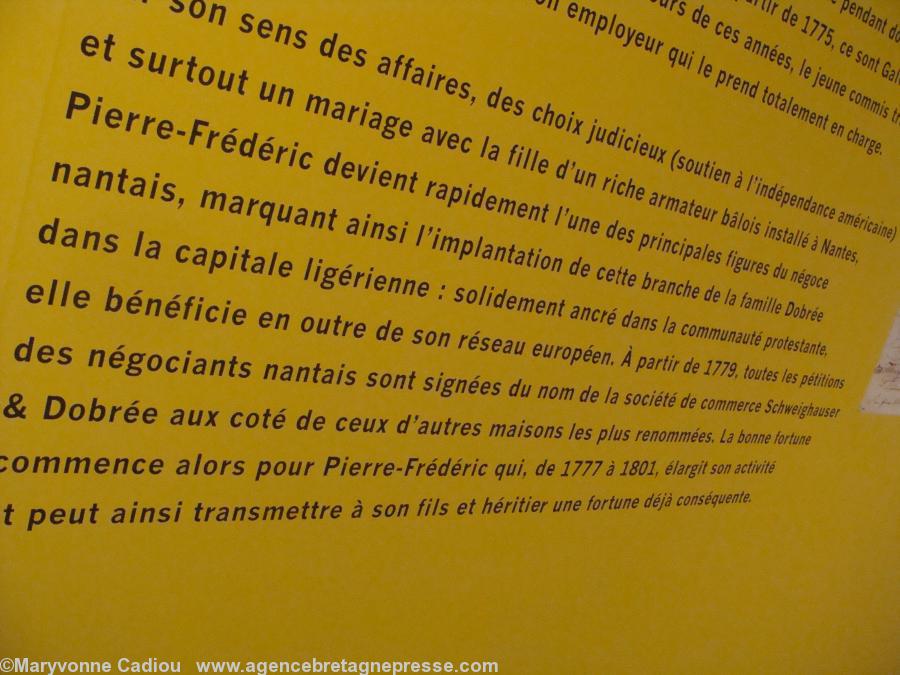 pendant
partir de 1775, ce sont
cours de ces années, le jeune commis
employeur qui le prend totalement en charge.
son sens des affaires, des choix judicieux (soutien à l'indépendance américaine)
et surtout un mariage avec la fille d'un riche armateur bâlois installé à Nantes,
Pierre-Frédéric devient rapidement l'une des principales figures du négoce
nantais, marquant ainsi l'implantation de cette branche de la famille Dobrée
dans la capitale ligérienne : solidement ancré dans la communauté protestante,
elle bénéficie en outre de son réseau européen. À partir de 1779, toutes les pétitions
des négociants nantais sont signées du nom de la société de commerce Schweighauser
& Dobrée aux coté de ceux d'autres maisons les plus renommées. La bonne fortune
commence alors pour Pierre-Frédéric qui, de 1777 à 1801, élargit son activité
t peut ainsi transmettre à son fils et héritier une fortune déjà conséquente.
©Maryvonne Cadiou www.agencebretagnepresse.com